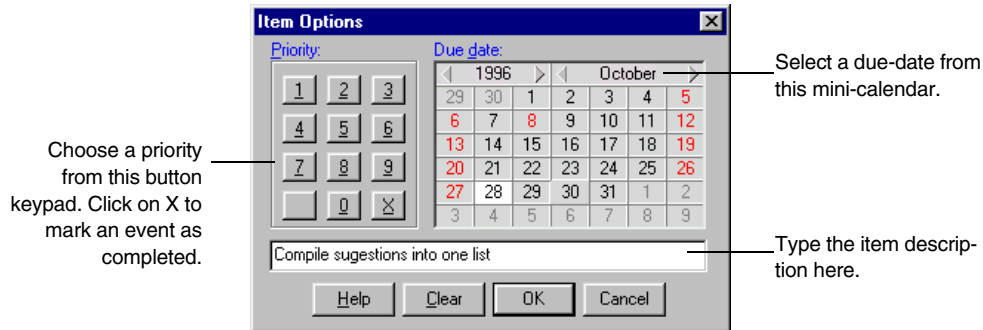 Item Options
Priority:
Due date:
1996 October
1 2 3
4 5 6
7 8 9
0 X
29 30 1 2 3 4 5
6 7 8 9 10 11 12
13 14 15 16 17 18 19
20 21 22 23 24 25 26
27 28 29 30 31 1 2
3 4 5 6 7 8 9
Compile sugestions into one list
Help Clear OK Cancel
Choose a priority
from this button
keypad. Click on X to
mark an event as
completed.
Select a due-date from
this mini-calendar.
Type the item descrip-
tion here.